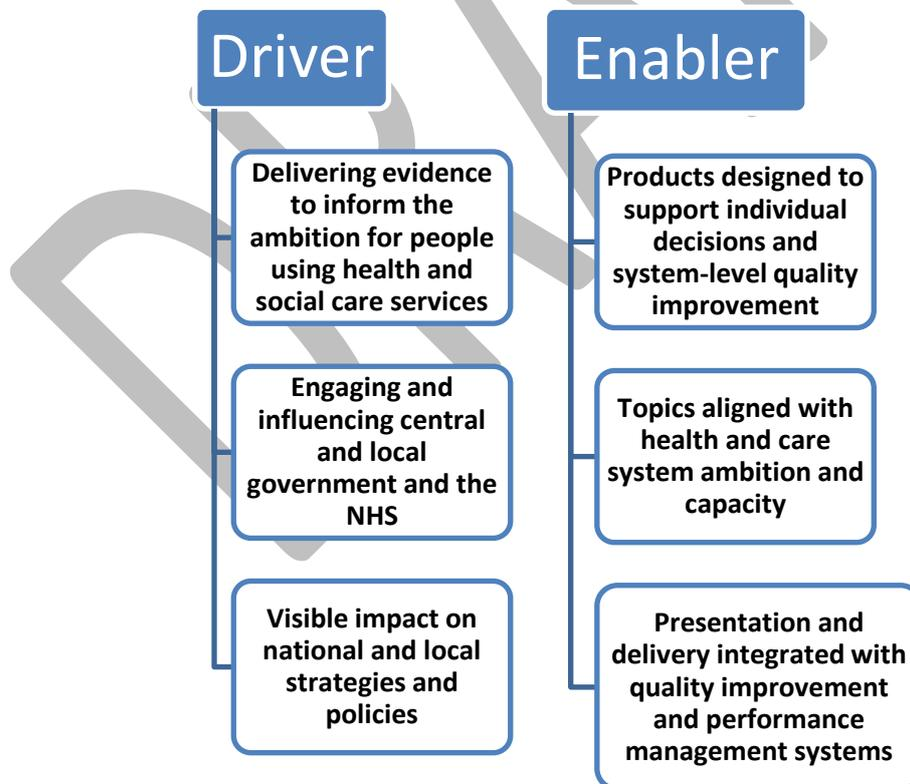 Driver
Delivering evidence
to inform the
ambition for people
using health and
social care services
Engaging and
influencing central
and local
government and the
NHS
Visible impact on
national and local
strategies and
policies
Enabler
Products designed to
support individual
decisions and
system-level quality
improvement
Topics aligned with
health and care
system ambition and
capacity
Presentation and
delivery integrated with
quality improvement
and performance
management systems